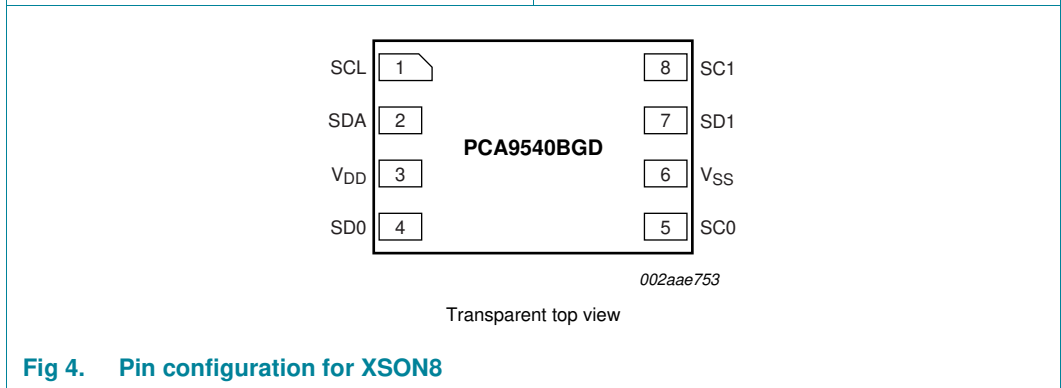 SCL 1 8 SC1
SDA 2 7 SD1
PCA9540BGD
VDD 3 6 VSS
SD0 4 5 SC0
002aae753
Transparent top view
Fig 4. Pin configuration for XSON8